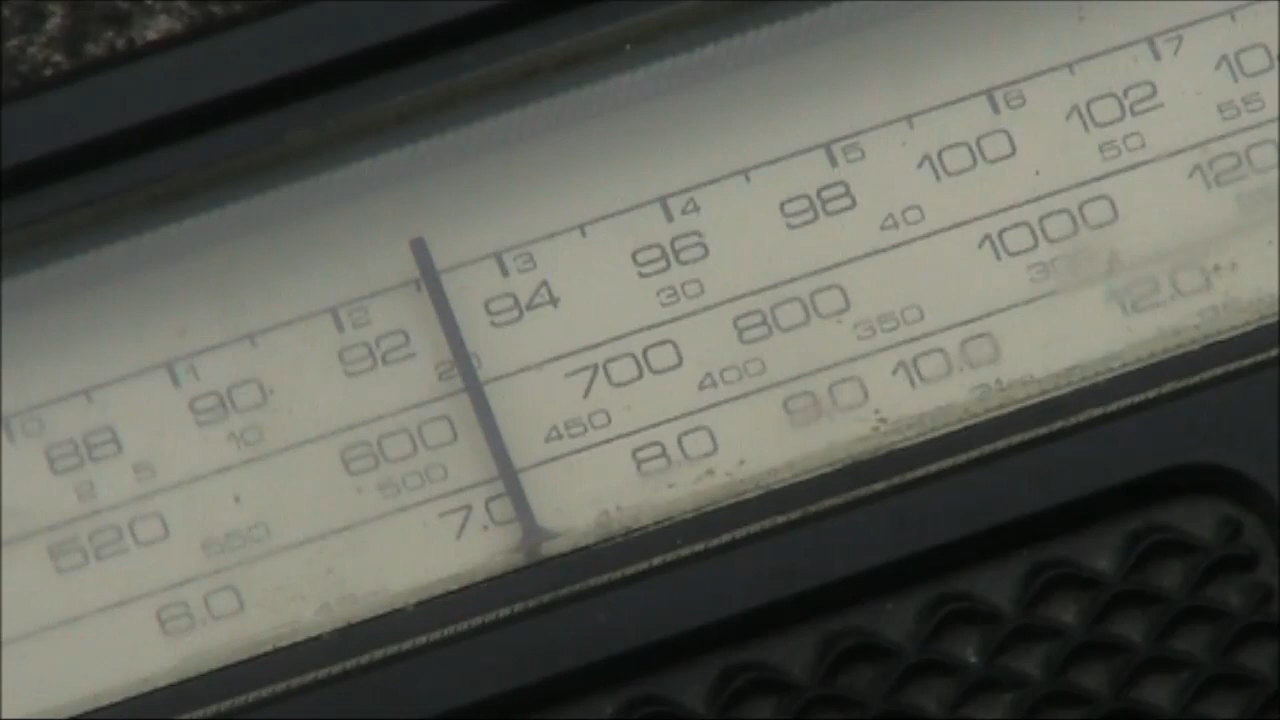 0 1 2 3 4 5 6 7
88 90 92 94 96 98 100 102 10
2 5 10 20 30 40 50 55
520 600 700 800 1000 120
550 500 450 400 350
6.0 7.0 8.0 9.0 10.0 12.0